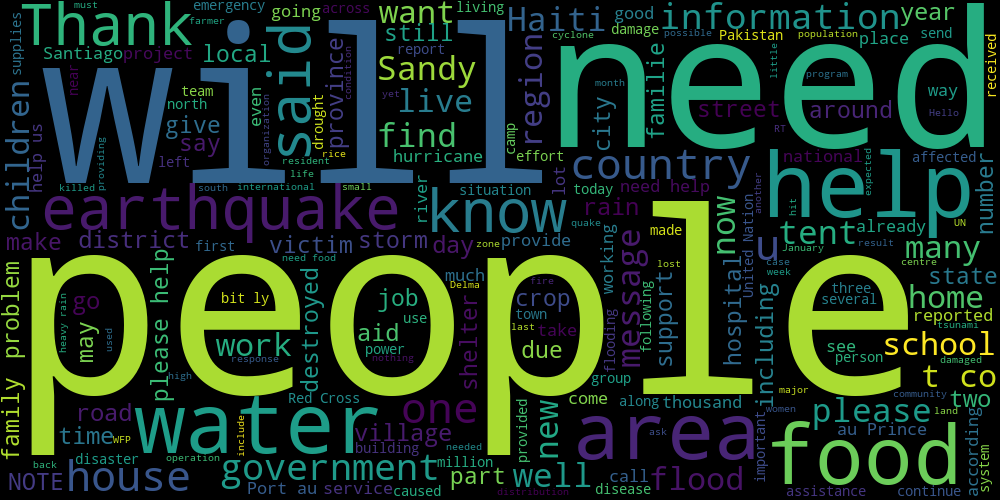 Thank
will
need
people
supplies
farmer
must
emergency
going
across
want
living
Haiti
good
information
year
Santiago
project
still
report
damage
possible
cyclone
Pakistan
population
place
send
received
near
local
said
Sandy
region
familie
little
month
program
way
children
help us
team
north
even
drought
province
condition
yet
live
find
city
street
around
RT
Hello
give
say
organization
hurricane
camp
effort
country
national
expected
affected
number
left
resident
rice
life
killed
providing
south
international
small
river
situation
lot
today
need help
another
hit
help
UN
earthquake
know
quake
rain
now
u
United Nation
tent
already
result
many
make
district
first
victim
storm
day
zone
provide
working
message
made
January
centre
state
problem
family
go
may
heavy rain
used
please help
need food
bit ly
destroyed
much
Delma
job
use
town
crop
fire
following
flooding
support
lost
hospital
including
case
week
three
several
tsunami
home
reported
work
response
aid
power
last
take
nothing
shelter
due
see
person
school
damaged
high
Red Cross
group
come
along
thousand
major
women
community
t co
land
two
road
water
one
area
new
please
au Prince
food
time
WFP
village
include
building
needed
provided
important
ask
according
system
back
disaster
operation
government
million
part
well
call
flood
assistance
continue
NOTE
house
Port au
service
caused
disease
distribution